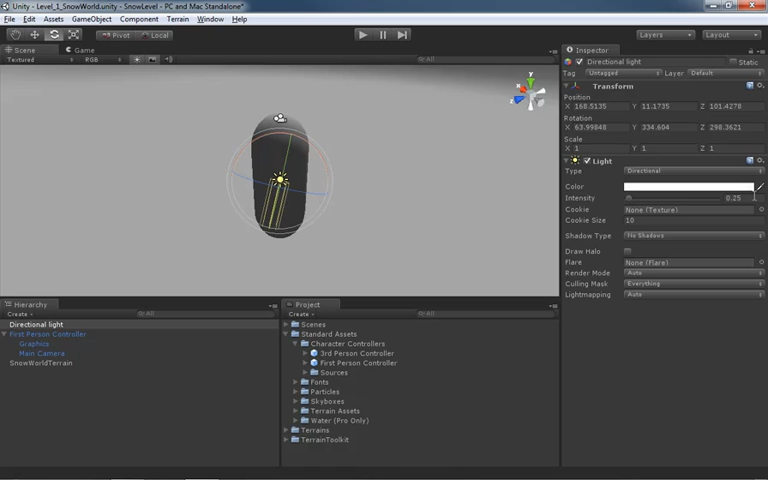 Unity - Level_1_SnowWorld.unity - SnowLevel - PC and Mac Standalone*
File Edit Assets GameObject Component Terrain Window Help
Pivot Local Layers Layout
Scene Game Inspector
Textured RGB All Directional light Static
Tag Untagged Layer Default
y
x
z
Transform
Position
X 168.5135 Y 11.1735 Z 101.4278
Rotation
X 63.99848 Y 334.604 Z 298.3621
Scale
X 1 Y 1 Z 1
Light
Type Directional
Color
Intensity 0.25
Cookie None (Texture)
Cookie Size 10
Shadow Type No Shadows
Draw Halo
Flare None (Flare)
Render Mode Auto
Culling Mask Everything
Lightmapping Auto
Hierarchy Project
Create All Create All
Directional light
First Person Controller
Graphics
Main Camera
SnowWorldTerrain
Scenes
Standard Assets
Character Controllers
3rd Person Controller
First Person Controller
Sources
Fonts
Particles
Skyboxes
Terrain Assets
Water (Pro Only)
Terrains
TerrainToolkit